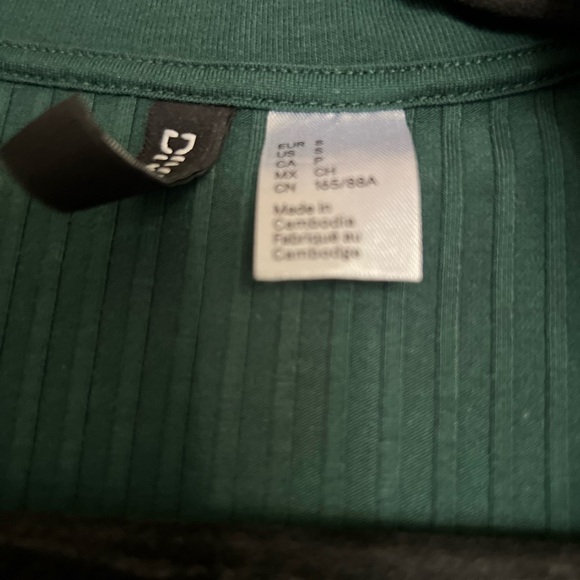 EUR S
US S
CA P
MX CH
CN 165/88A
Made in
Cambodia
Fabriqué au
Cambodge